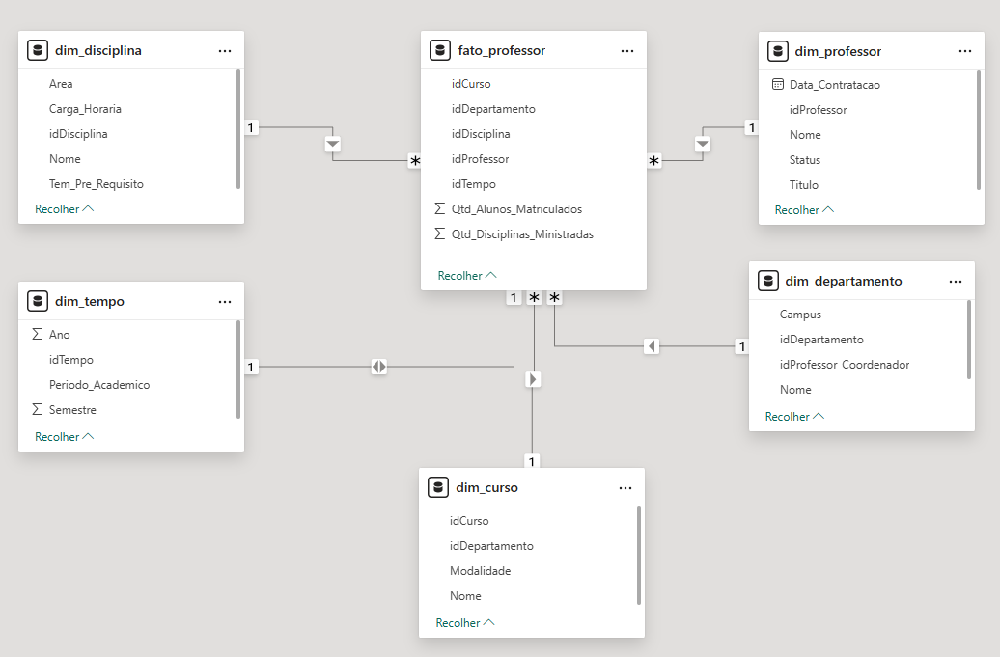 dim_disciplina ...
Area
Carga_Horaria
idDisciplina
Nome
Tem_Pre_Requisito
Recolher
fato_professor ...
idCurso
idDepartamento
idDisciplina
idProfessor
idTempo
Σ Qtd_Alunos_Matriculados
Σ Qtd_Disciplinas_Ministradas
Recolher
dim_professor ...
Data_Contratacao
idProfessor
Nome
Status
Titulo
Recolher
1
*
*
1
dim_tempo ...
Σ Ano
idTempo
Periodo_Academico
Σ Semestre
Recolher
dim_departamento ...
Campus
idDepartamento
idProfessor_Coordenador
Nome
Recolher
1 * *
1
1
1
dim_curso ...
idCurso
idDepartamento
Modalidade
Nome
Recolher